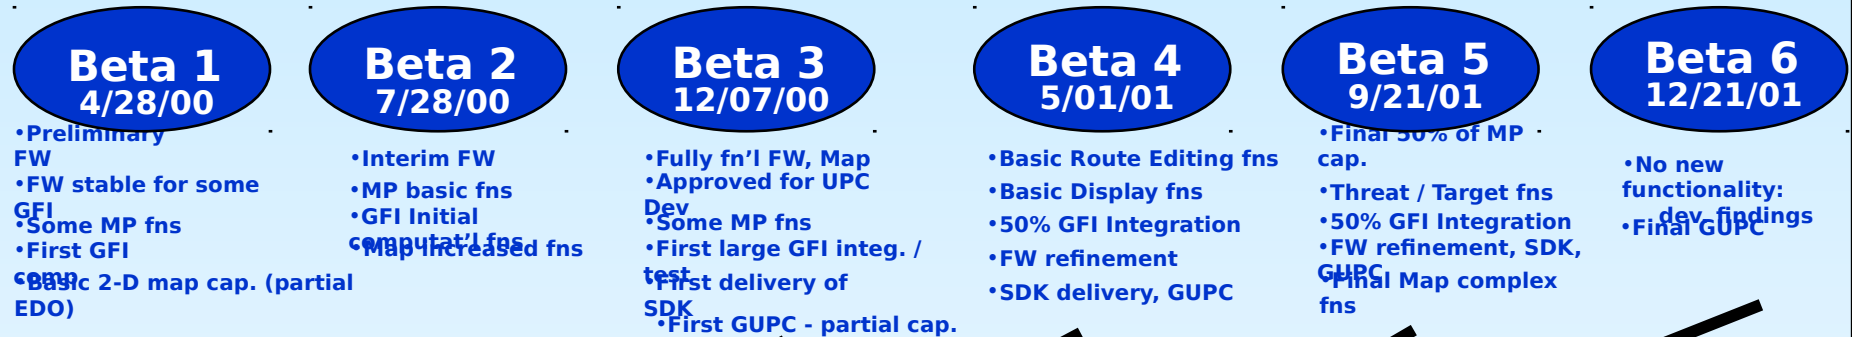 Beta 1
4/28/00
•Preliminary
FW
•FW stable for some
GFI
•Some MP fns
•First GFI
comp
•Basic 2-D map cap. (partial
EDO)
Beta 2
7/28/00
•Interim FW
•MP basic fns
•GFI Initial
computat’l fns
•Map increased fns
Beta 3
12/07/00
•Fully fn’l FW, Map
•Approved for UPC
Dev
•Some MP fns
•First large GFI integ. /
test
•First delivery of
SDK
•First GUPC - partial cap.
Beta 4
5/01/01
•Basic Route Editing fns
•Basic Display fns
•50% GFI Integration
•FW refinement
•SDK delivery, GUPC
Beta 5
9/21/01
•Final 50% of MP
cap.
•Threat / Target fns
•50% GFI Integration
•FW refinement, SDK,
GUPC
•Final Map complex
fns
Beta 6
12/21/01
•No new
functionality:
dev. findings
•Final GUPC